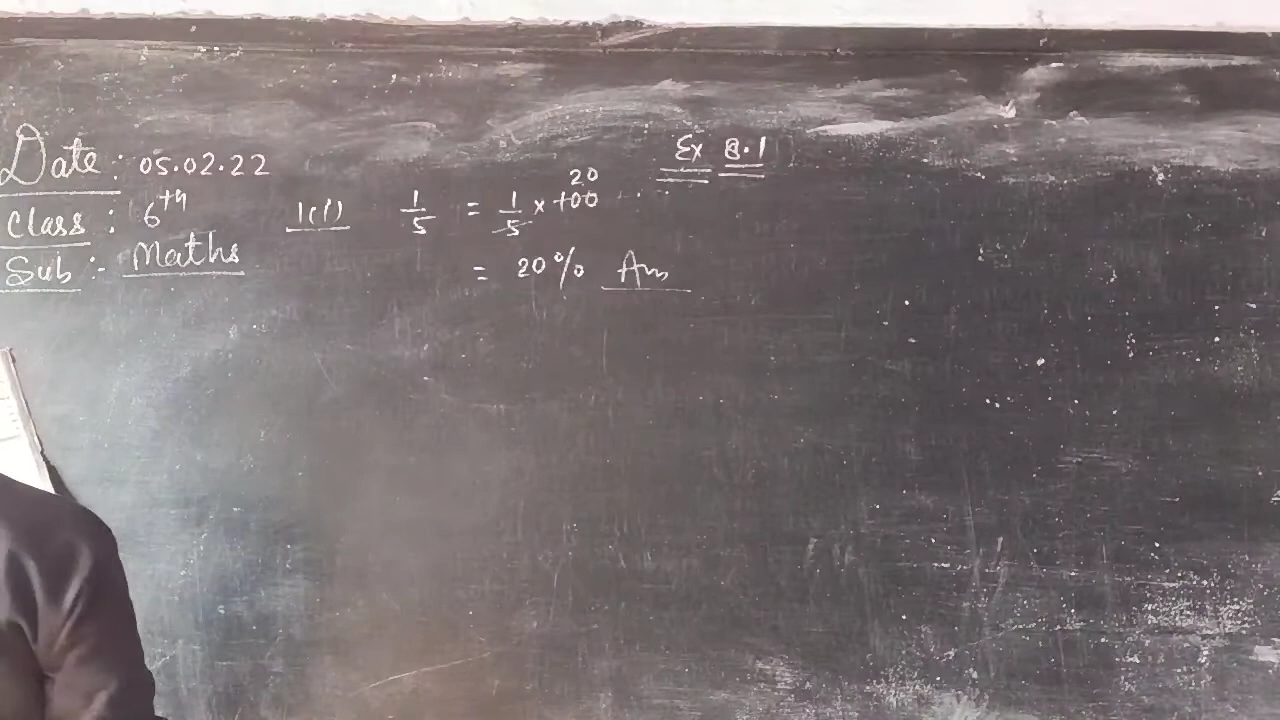 Ex 8.1
Date: 05.02.22
Class: 6th
Sub:- Maths
1(i) 1/5 = 1/5 × 100 20
= 20% Ans